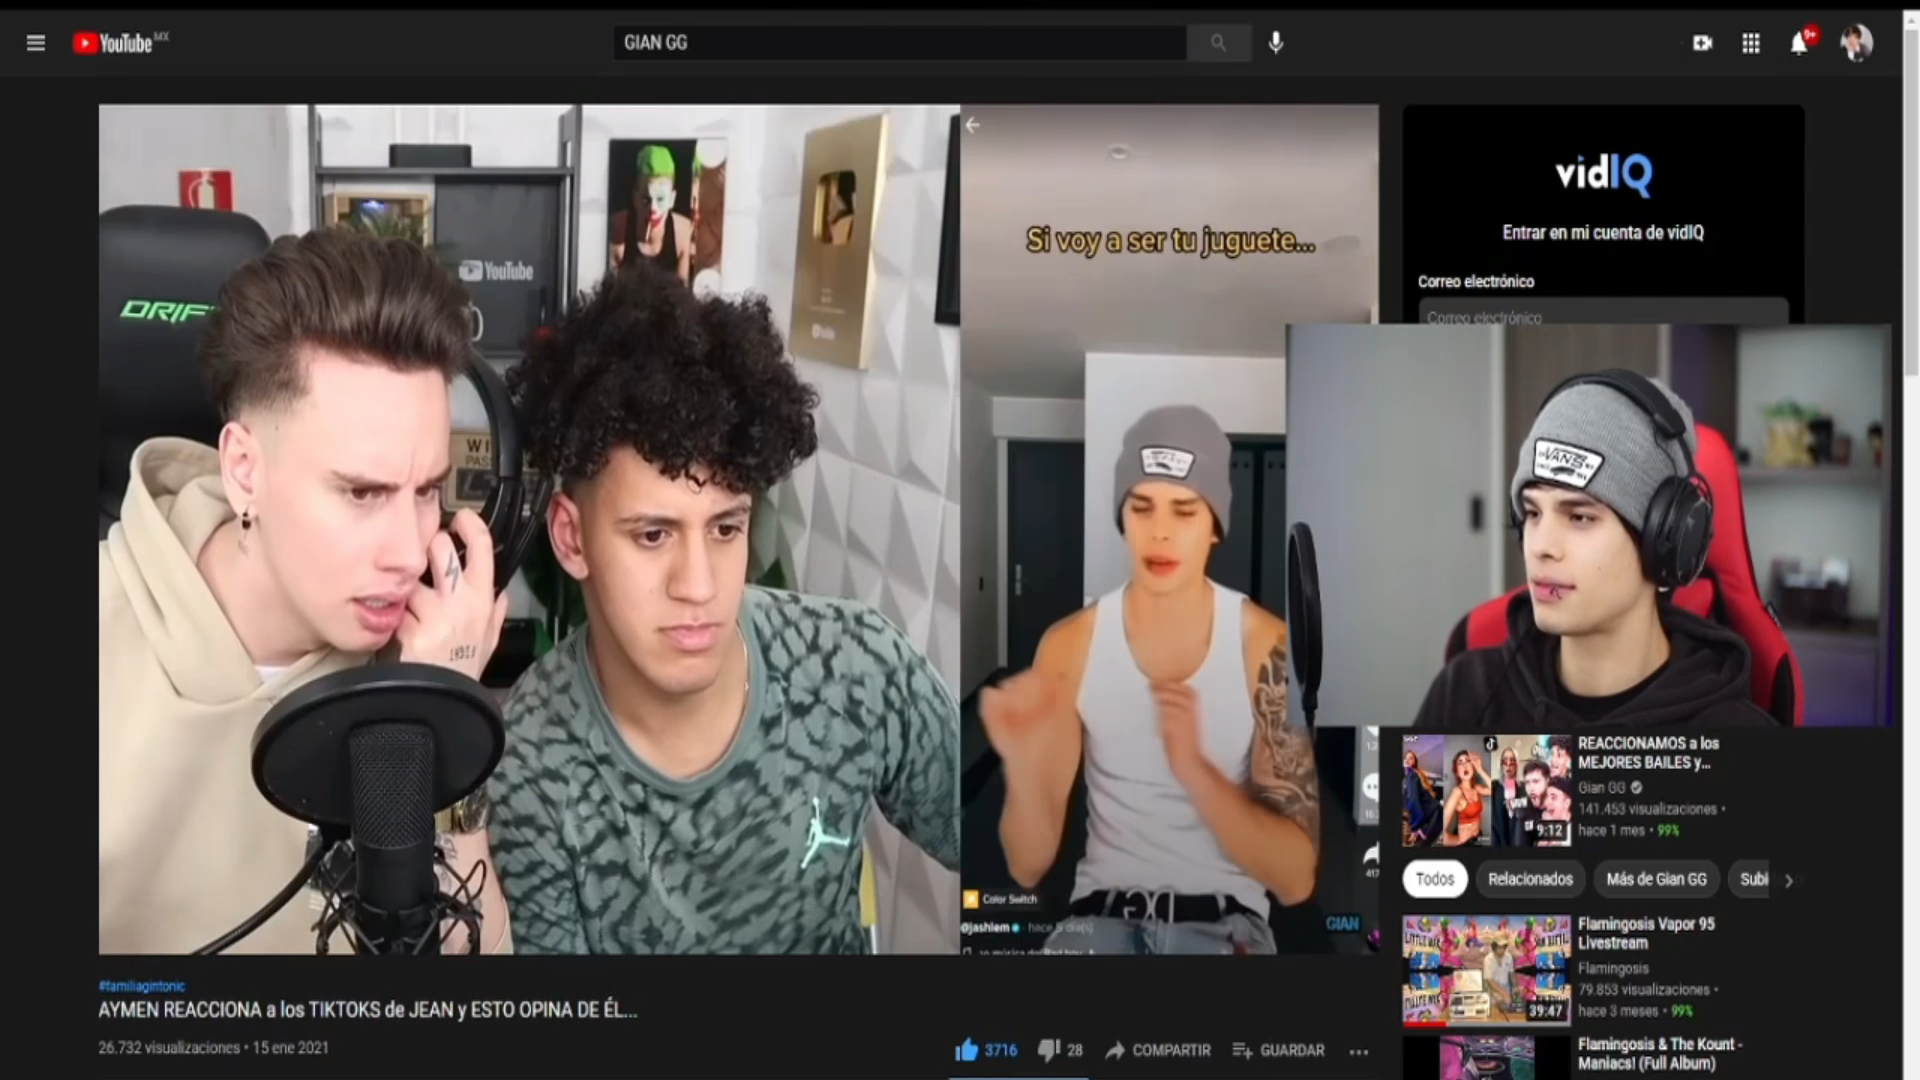 YouTube MX
GIAN GG
9+
DRIFT
YouTube
Si voy a ser tu juguete...
vidIQ
Entrar en mi cuenta de vidIQ
Correo electrónico
Correo electrónico
VANS
Color Switch
@jashlem · hace 5 día(s)
GIAN
#familiagintonic
AYMEN REACCIONA a los TIKTOKS de JEAN y ESTO OPINA DE ÉL...
26.732 visualizaciones • 15 ene 2021
3716
28
COMPARTIR
GUARDAR
REACCIONAMOS a los
MEJORES BAILES y...
Gian GG
141.453 visualizaciones •
hace 1 mes • 99%
9:12
Todos
Relacionados
Más de Gian GG
Subi
Flamingosis Vapor 95
Livestream
Flamingosis
79.853 visualizaciones •
hace 3 meses • 99%
39:47
Flamingosis & The Kount -
Maniacs! (Full Album)